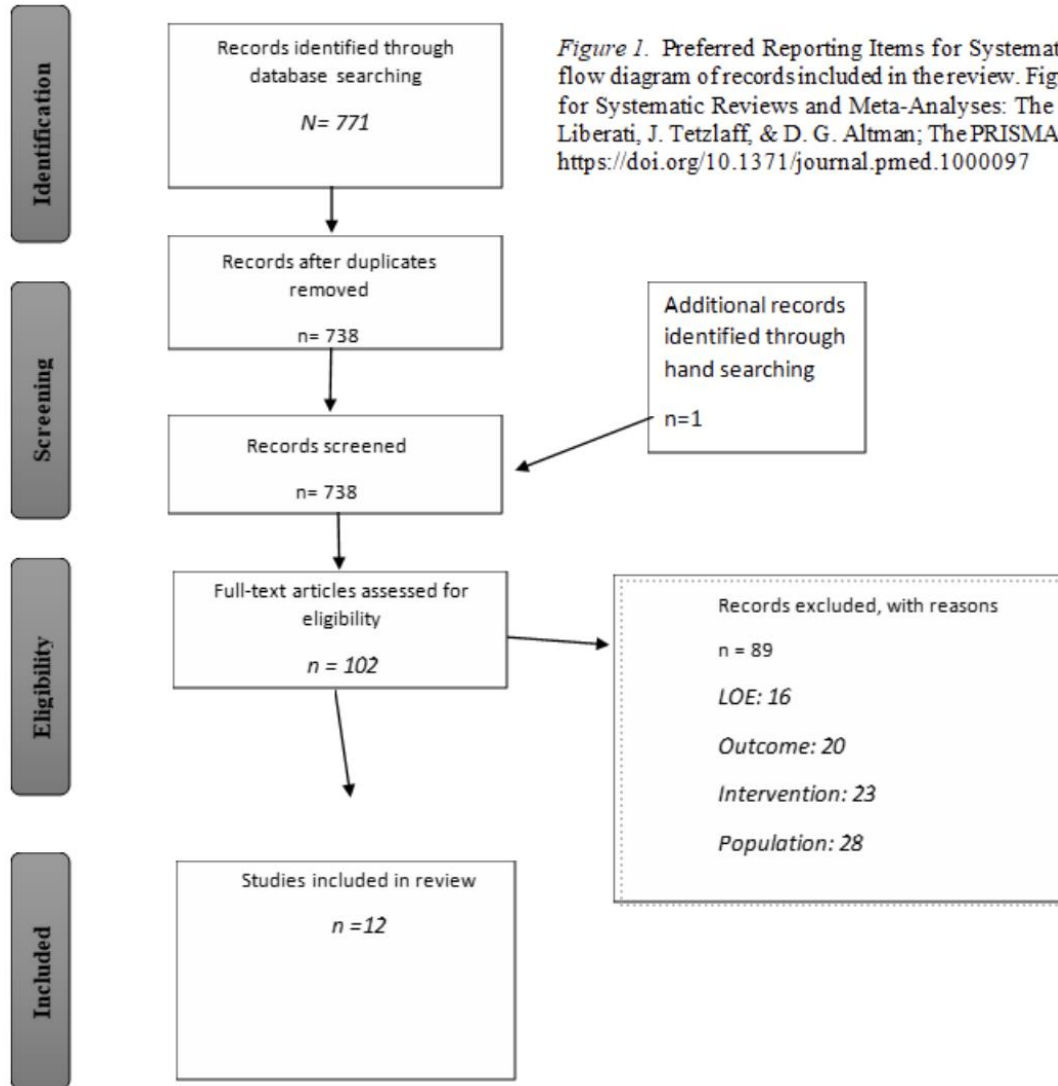 Identification
Records identified through
database searching
N= 771
Figure 1. Preferred Reporting Items for Systemat
flow diagram of records included in the review. Fig
for Systematic Reviews and Meta-Analyses: The
Liberati, J. Tetzlaff, & D. G. Altman; The PRISMA
https://doi.org/10.1371/journal.pmed.1000097
Screening
Records after duplicates
removed
n= 738
Additional records
identified through
hand searching
n=1
Records screened
n= 738
Eligibility
Full-text articles assessed for
eligibility
n = 102
Records excluded, with reasons
n = 89
LOE: 16
Outcome: 20
Intervention: 23
Population: 28
Included
Studies included in review
n =12